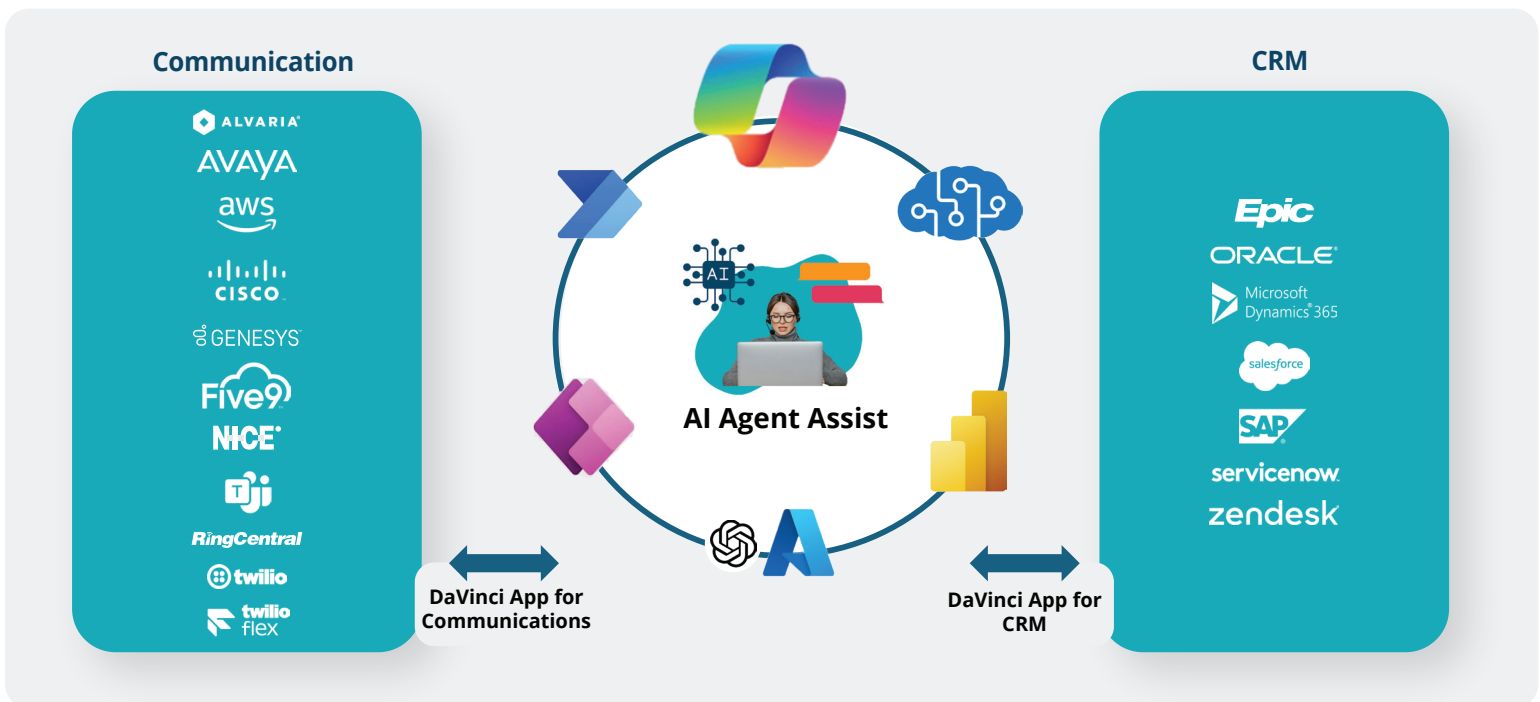 Communication
ALVARIA
AVAYA
aws
CISCO
GENESYS
Five9
NICE
T
RingCentral
twilio
twilio
flex
DaVinci App for
Communications
AI
AI Agent Assist
DaVinci App for
CRM
CRM
Epic
ORACLE
Microsoft
Dynamics® 365
salesforce
SAP
servicenow
zendesk